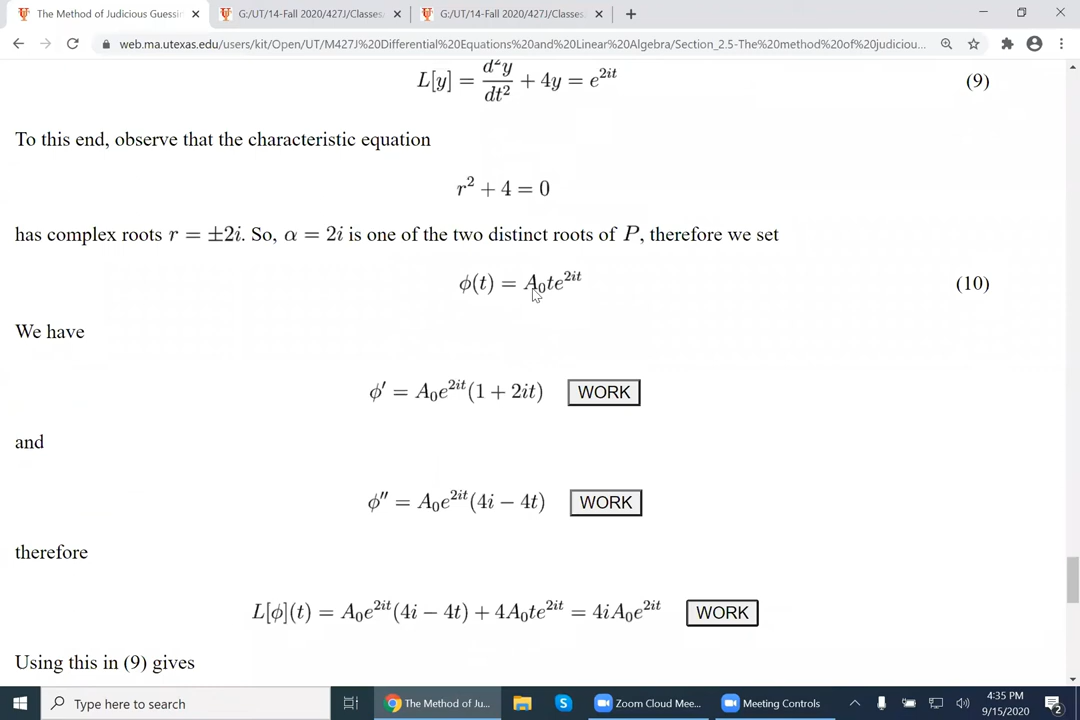 The Method of Judicious Guessin
G:/UT/14-Fall 2020/427J/Classes
G:/UT/14-Fall 2020/427J/Classes
web.ma.utexas.edu/users/kit/Open/UT/M427J%20Differential%20Equations%20and%20Linear%20Algebra/Section_2.5-The%20method%20of%20judiciou...
L[y] = d²y/dt² + 4y = e^{2it} (9)
To this end, observe that the characteristic equation
r² + 4 = 0
has complex roots r = ±2i. So, α = 2i is one of the two distinct roots of P, therefore we set
ϕ(t) = A₀te^{2it} (10)
We have
ϕ′ = A₀e^{2it}(1 + 2it) WORK
and
ϕ″ = A₀e^{2it}(4i − 4t) WORK
therefore
L[ϕ](t) = A₀e^{2it}(4i − 4t) + 4A₀te^{2it} = 4iA₀e^{2it} WORK
Using this in (9) gives
Type here to search
The Method of Ju...
Zoom Cloud Mee...
Meeting Controls
4:35 PM
9/15/2020
2